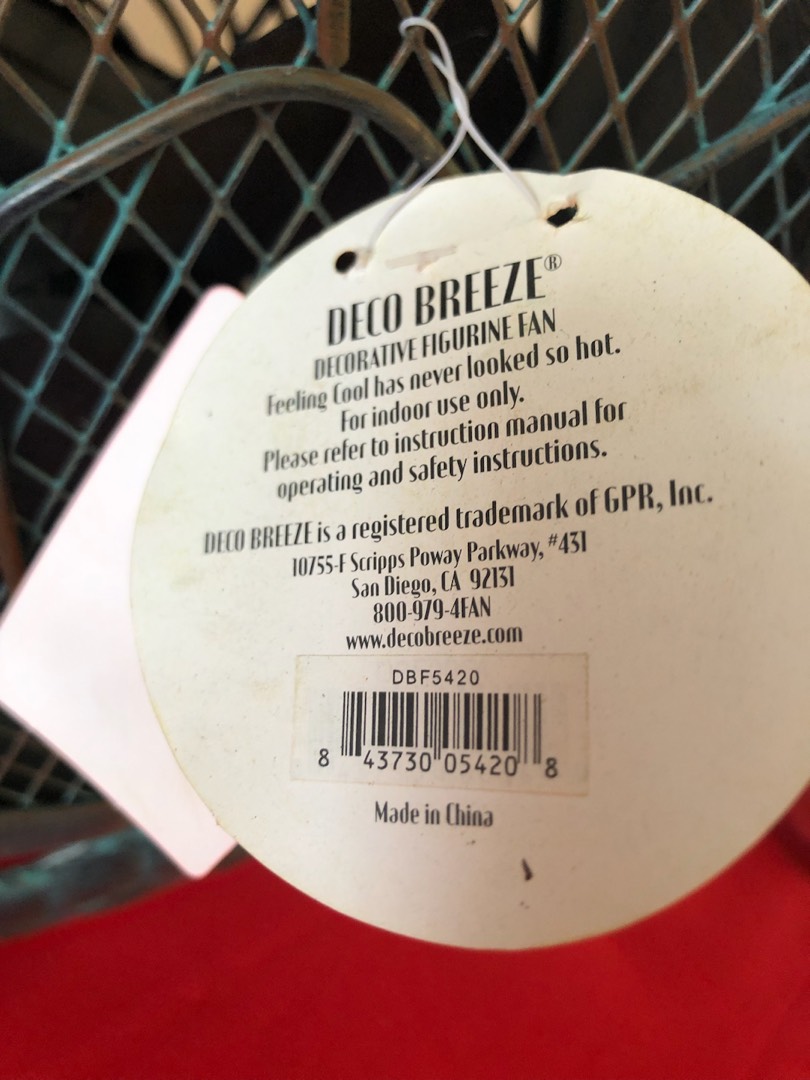 DECO BREEZE®
DECORATIVE FIGURINE FAN
Feeling Cool has never looked so hot.
For indoor use only.
Please refer to instruction manual for
operating and safety instructions.
DECO BREEZE is a registered trademark of GPR, Inc.
10755-F Scripps Poway Parkway, #431
San Diego, CA 92131
800-979-4FAN
www.decobreeze.com
DBF5420
8 43730 05420 8
Made in China